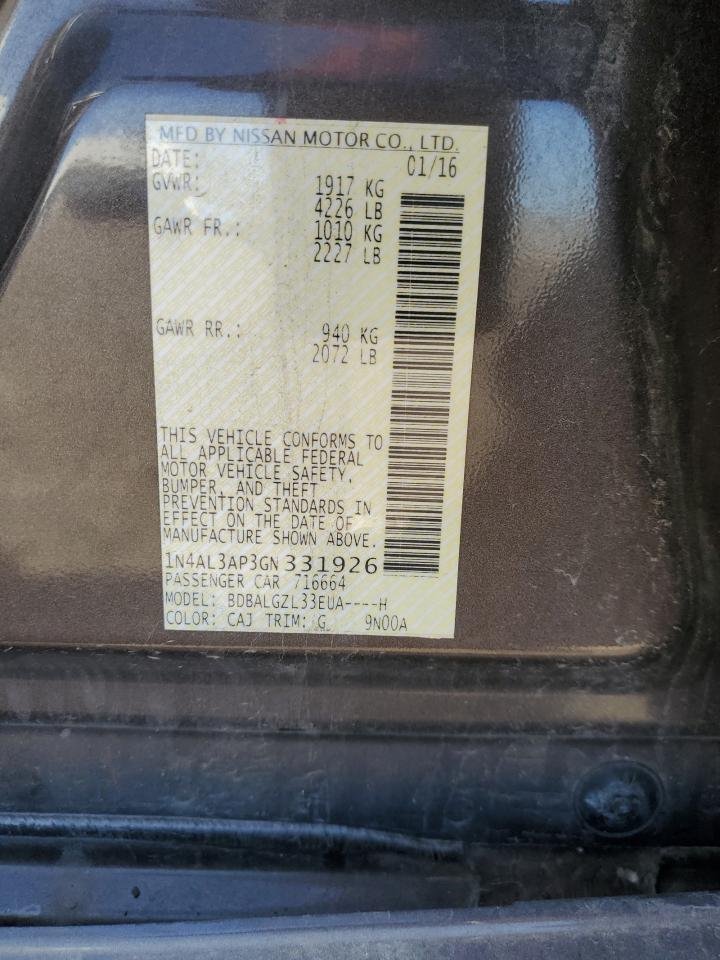 MFD BY NISSAN MOTOR CO., LTD.
DATE: 01/16
GVWR: 1917 KG
4226 LB
GAWR FR.: 1010 KG
2227 LB
GAWR RR.: 940 KG
2072 LB
THIS VEHICLE CONFORMS TO
ALL APPLICABLE FEDERAL
MOTOR VEHICLE SAFETY,
BUMPER, AND THEFT
PREVENTION STANDARDS IN
EFFECT ON THE DATE OF
MANUFACTURE SHOWN ABOVE.
1N4AL3AP3GN331926
PASSENGER CAR 716664
MODEL: BDBALGZL33EUA----H
COLOR: CAJ TRIM: G 9N00A